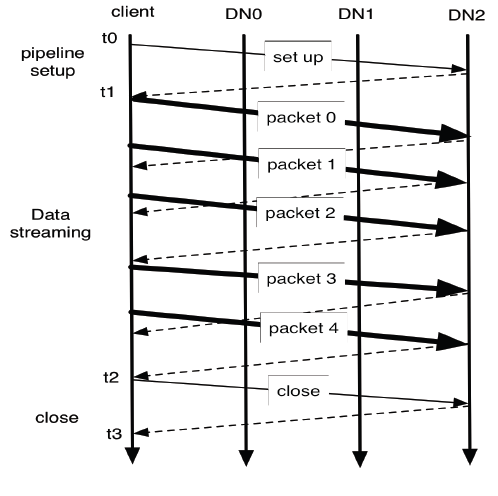 client DN0 DN1 DN2
t0
pipeline
setup
set up
t1
packet 0
packet 1
packet 2
Data
streaming
packet 3
packet 4
t2
close
close
t3